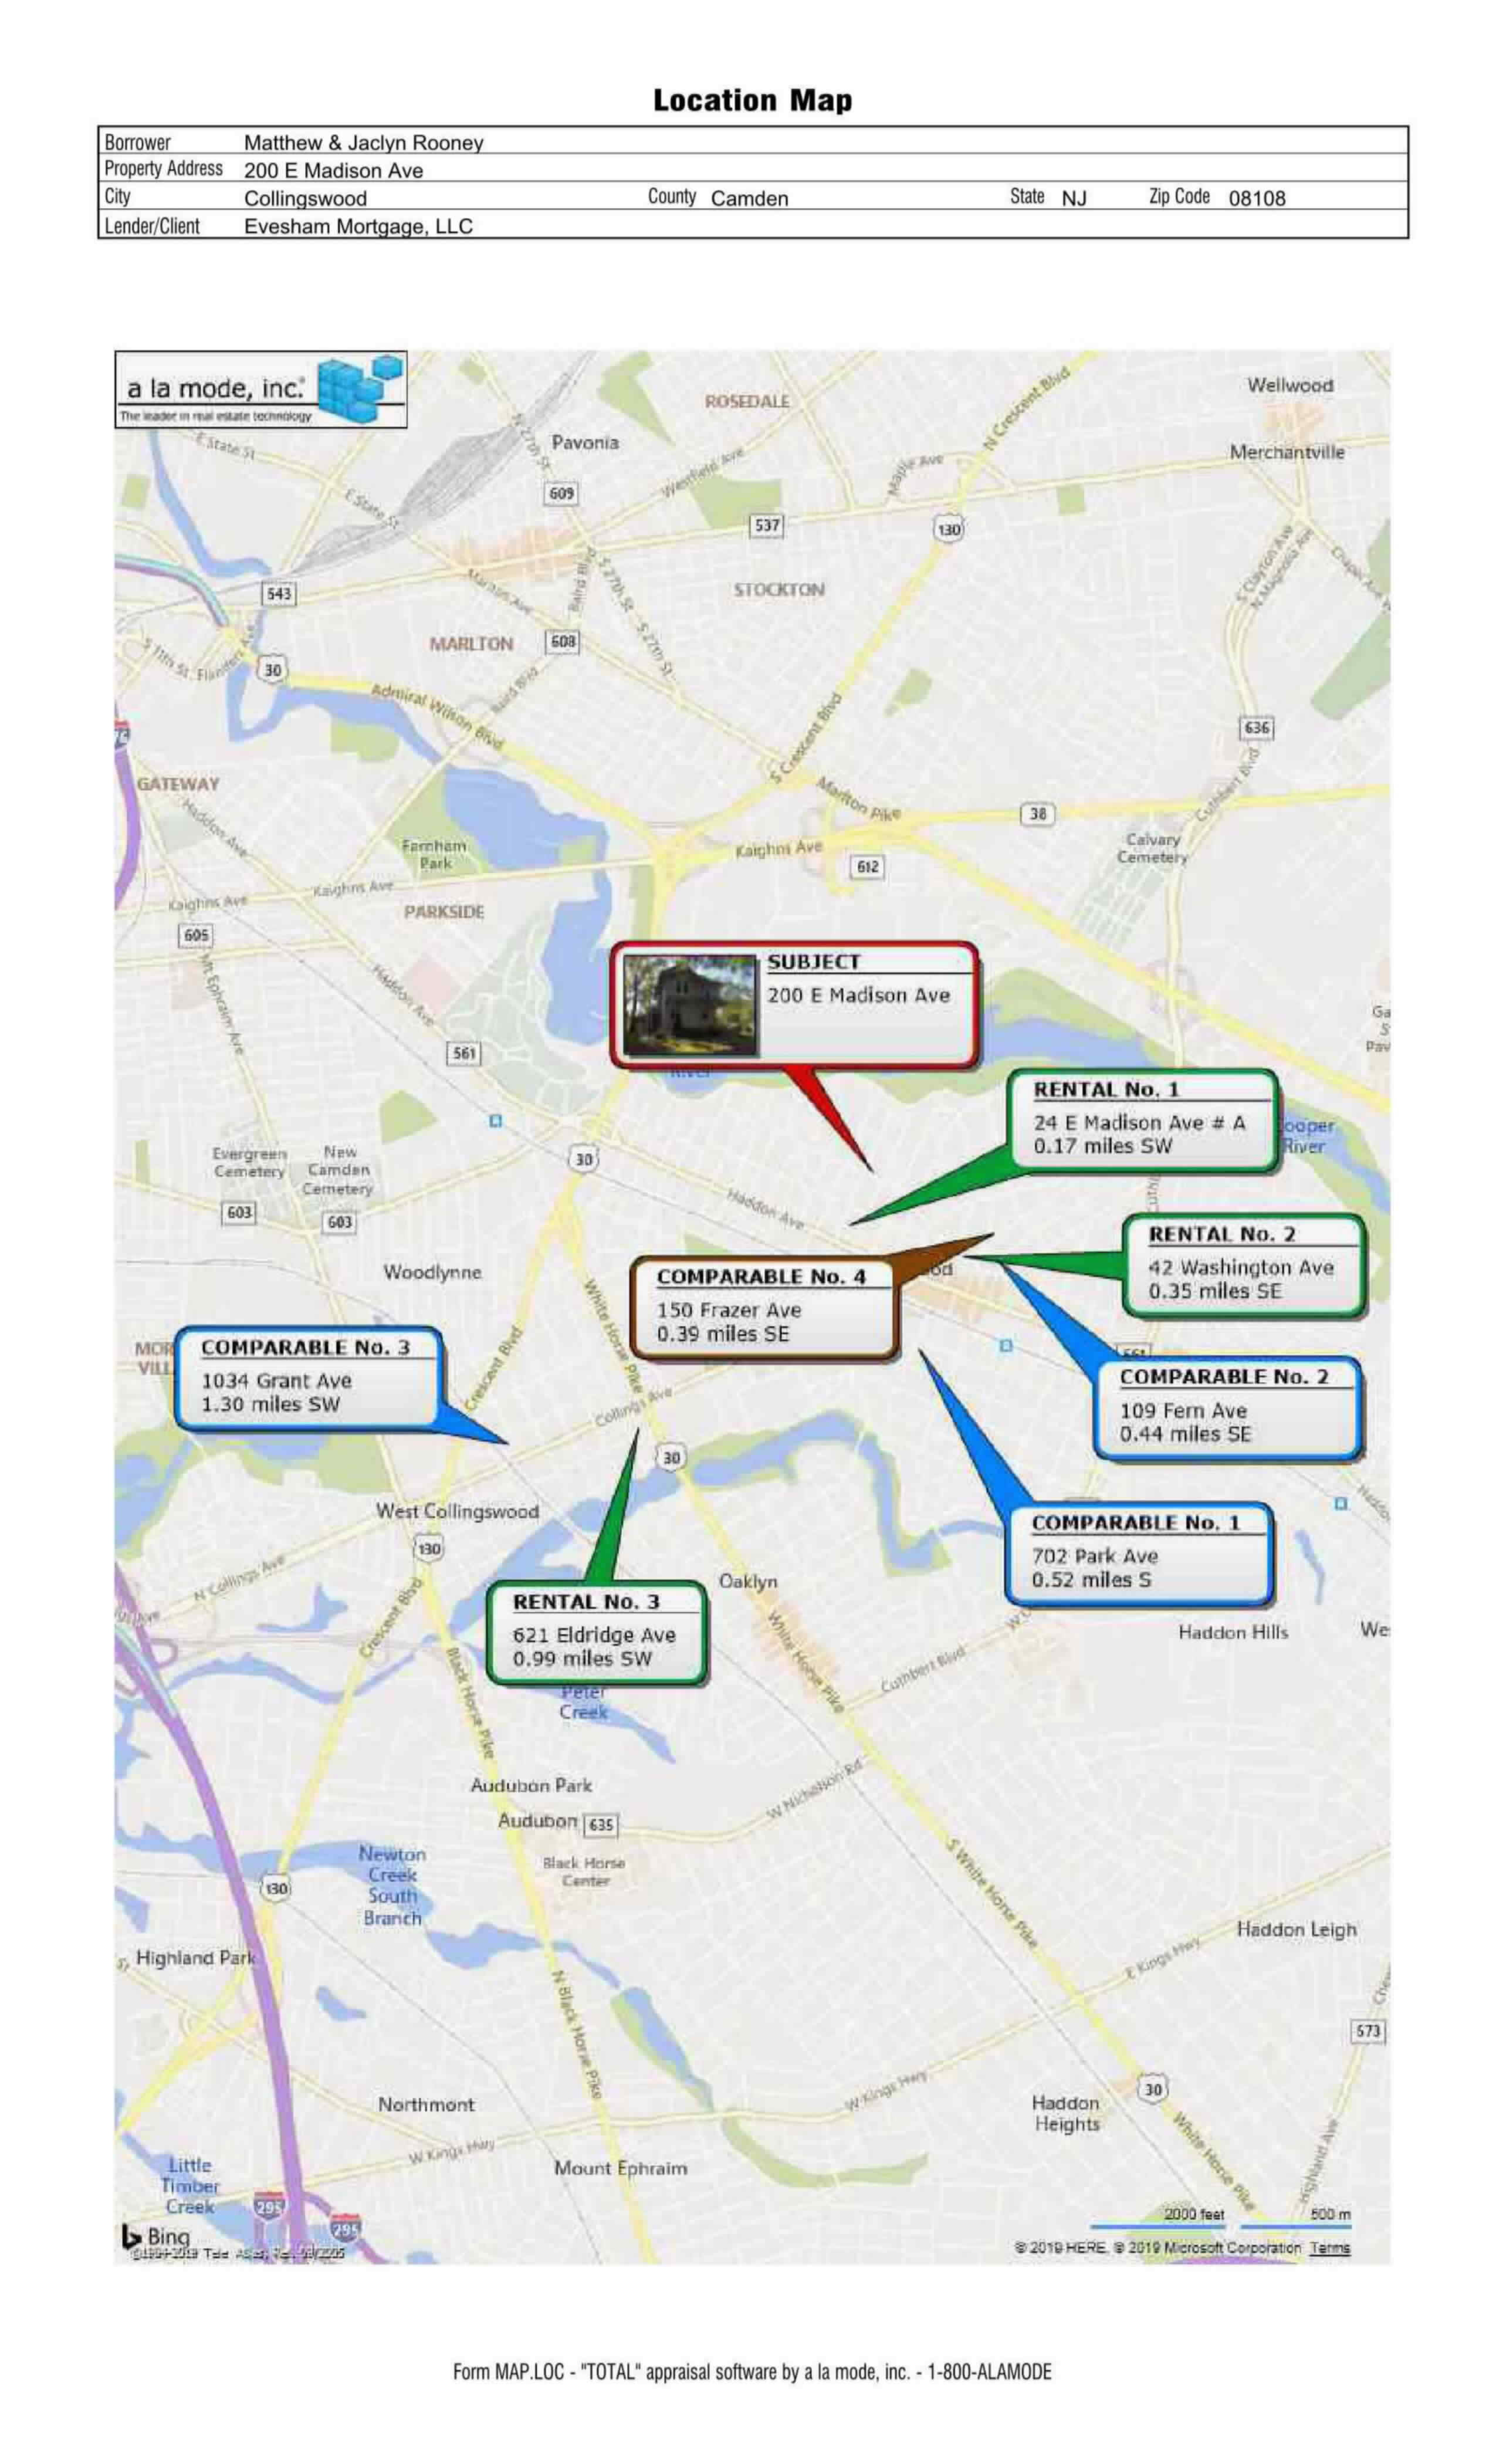 Location Map
Borrower Matthew & Jaclyn Rooney
Property Address 200 E Madison Ave
City Collingswood County Camden State NJ Zip Code 08108
Lender/Client Evesham Mortgage, LLC
a la mode, inc.
The leader in real estate technology
Wellwood
ROSEDALE
N Crescent Blvd
E State St
N 27th St
Pavonia
Merchantville
Westfield Ave
Maple Ave
609
E State St
537
130
S Clayton Ave
N Magnolia Ave
Chapel Ave W
543
Marlton Ave
Baird Blvd
S 27th St
STOCKTON
S 11th St
Flanders Ave
MARLTON
608
S 27th St
30
Admiral Wilson Blvd
Baird Blvd
S Crescent Blvd
636
GATEWAY
Haddon Ave
Marlton Pike
38
Cuthbert Blvd
Farnham
Park
Kaighns Ave
612
Calvary
Cemetery
Kaighns Ave
Kaighns Ave
PARKSIDE
605
Mt Ephraim Ave
Haddon Ave
SUBJECT
200 E Madison Ave
561
River
RENTAL No. 1
24 E Madison Ave # A
0.17 miles SW
ooper
River
Evergreen
Cemetery
New
Camden
Cemetery
30
603
603
Haddon Ave
Woodlynne
RENTAL No. 2
42 Washington Ave
0.35 miles SE
COMPARABLE No. 4
150 Frazer Ave
0.39 miles SE
od
White Horse Pike
MOR
VILL
COMPARABLE No. 3
1034 Grant Ave
1.30 miles SW
Crescent Blvd
561
COMPARABLE No. 2
109 Fern Ave
0.44 miles SE
Collings Ave
30
West Collingswood
130
COMPARABLE No. 1
702 Park Ave
0.52 miles S
N Collings Ave
Crescent Blvd
Oaklyn
RENTAL No. 3
621 Eldridge Ave
0.99 miles SW
White Horse Pike
Haddon Hills
We
Black Horse Pike
Cuthbert Blvd
Peter
Creek
Audubon Park
W Nicholson Rd
Audubon
635
Black Horse
Center
Newton
Creek
South
Branch
130
S White Horse Pike
Highland Park
Haddon Leigh
E Kings Hwy
N Black Horse Pike
573
Northmont
W Kings Hwy
Haddon
Heights
30
W Kings Hwy
Mount Ephraim
White Horse Pike
Highland Ave
Little
Timber
Creek
295
295
Bing
2000 feet
500 m
© 2019 HERE, © 2019 Microsoft Corporation Terms
Form MAP.LOC - "TOTAL" appraisal software by a la mode, inc. - 1-800-ALAMODE